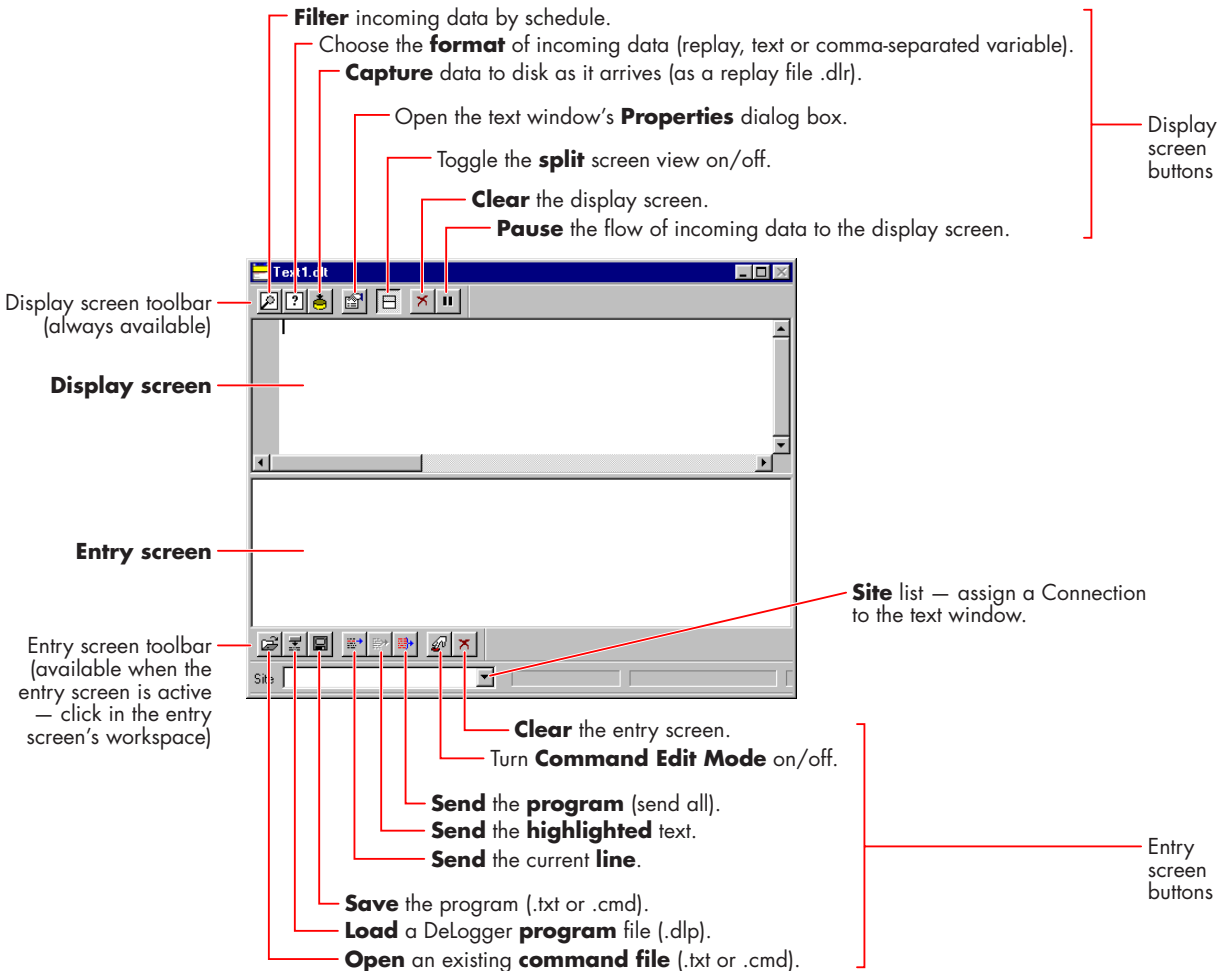 Filter incoming data by schedule.
Choose the format of incoming data (replay, text or comma-separated variable).
Capture data to disk as it arrives (as a replay file .dlr).
Open the text window's Properties dialog box.
Toggle the split screen view on/off.
Clear the display screen.
Pause the flow of incoming data to the display screen.
Display
screen
buttons
Text1.dlt
Display screen toolbar
(always available)
Display screen
Entry screen
Site list — assign a Connection
to the text window.
Entry screen toolbar
(available when the
entry screen is active
— click in the entry
screen's workspace)
Site
Clear the entry screen.
Turn Command Edit Mode on/off.
Send the program (send all).
Send the highlighted text.
Send the current line.
Entry
screen
buttons
Save the program (.txt or .cmd).
Load a DeLogger program file (.dlp).
Open an existing command file (.txt or .cmd).